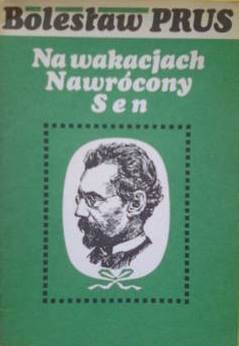 Bolesław PRUS
Na wakacjach
Nawrócony
Sen